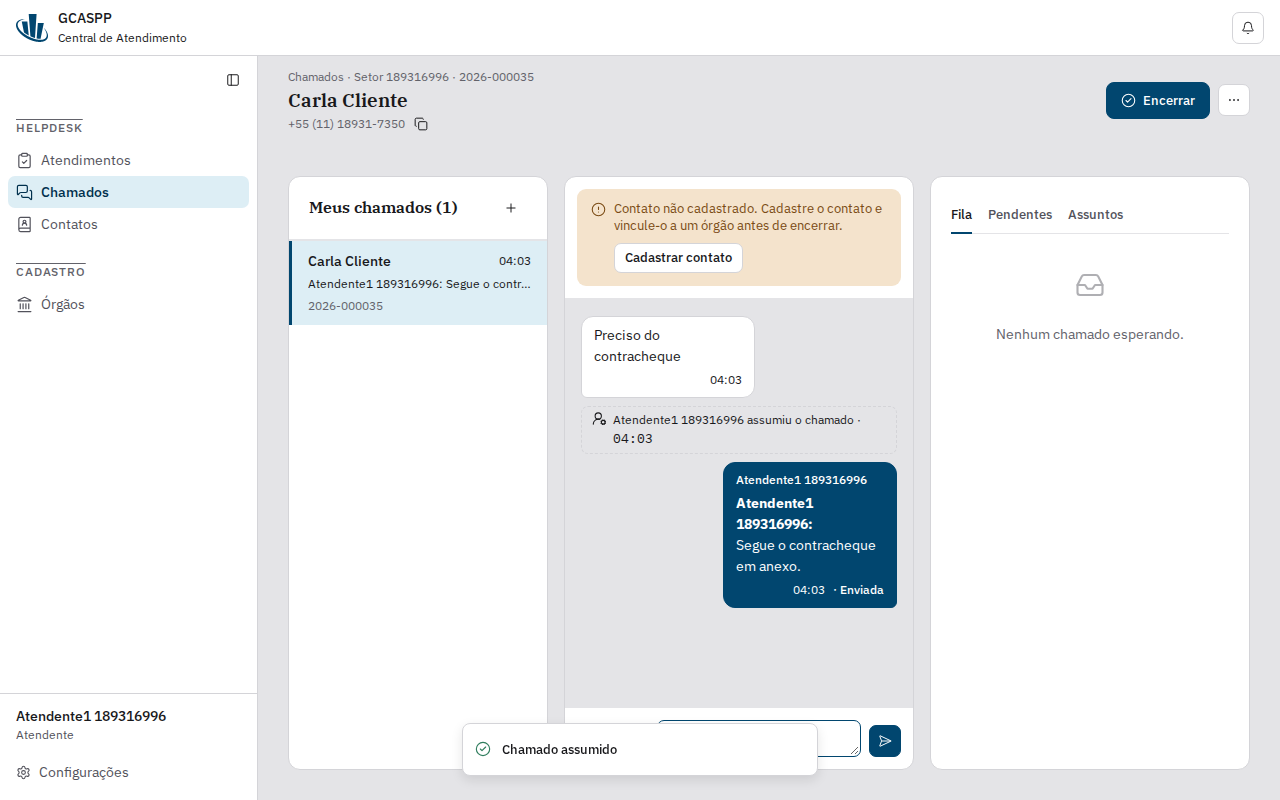 GCASPP
Central de Atendimento
HELPDESK
Atendimentos
Chamados
Contatos
CADASTRO
Órgãos
Atendente1 189316996
Atendente
Configurações
Chamados · Setor 189316996 · 2026-000035
Carla Cliente
+55 (11) 18931-7350
Encerrar
Meus chamados (1)
Carla Cliente 04:03
Atendente1 189316996: Segue o contr...
2026-000035
Contato não cadastrado. Cadastre o contato e
vincule-o a um órgão antes de encerrar.
Cadastrar contato
Preciso do
contracheque
04:03
Atendente1 189316996 assumiu o chamado ·
04:03
Atendente1 189316996
Atendente1
189316996:
Segue o contracheque
em anexo.
04:03 · Enviada
Fila Pendentes Assuntos
Nenhum chamado esperando.
Chamado assumido